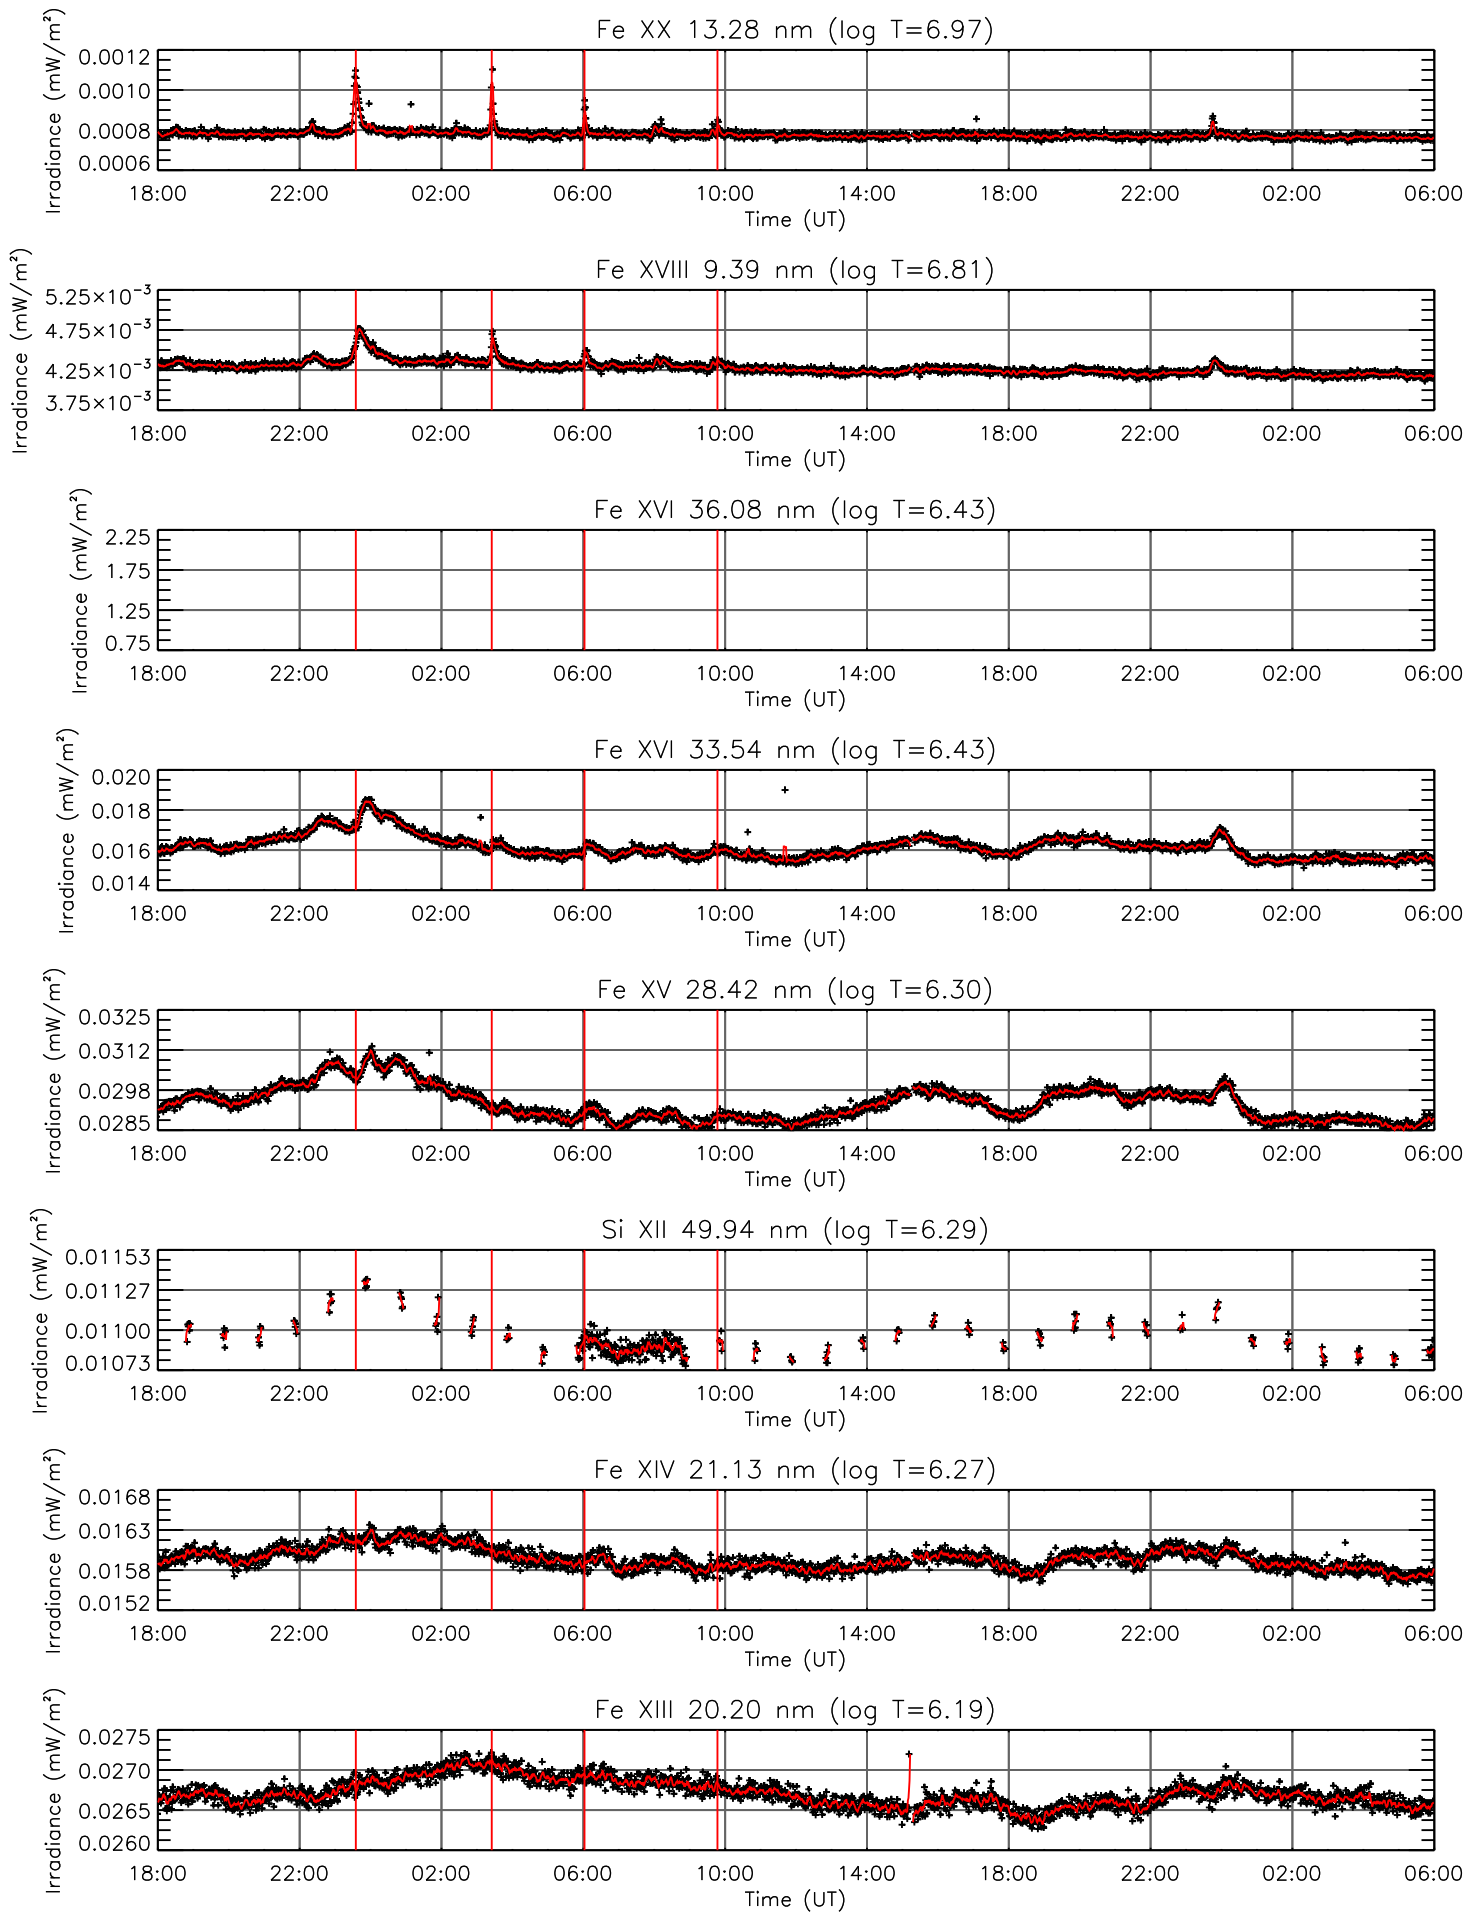 Fe XX 13.28 nm (log T=6.97)
Irradiance (mW/m²)
0.0012
0.0010
0.0008
0.0006
18:00 22:00 02:00 06:00 10:00 14:00 18:00 22:00 02:00 06:00
Time (UT)
Fe XVIII 9.39 nm (log T=6.81)
Irradiance (mW/m²)
5.25×10⁻³
4.75×10⁻³
4.25×10⁻³
3.75×10⁻³
18:00 22:00 02:00 06:00 10:00 14:00 18:00 22:00 02:00 06:00
Time (UT)
Fe XVI 36.08 nm (log T=6.43)
Irradiance (mW/m²)
2.25
1.75
1.25
0.75
18:00 22:00 02:00 06:00 10:00 14:00 18:00 22:00 02:00 06:00
Time (UT)
Fe XVI 33.54 nm (log T=6.43)
Irradiance (mW/m²)
0.020
0.018
0.016
0.014
18:00 22:00 02:00 06:00 10:00 14:00 18:00 22:00 02:00 06:00
Time (UT)
Fe XV 28.42 nm (log T=6.30)
Irradiance (mW/m²)
0.0325
0.0312
0.0298
0.0285
18:00 22:00 02:00 06:00 10:00 14:00 18:00 22:00 02:00 06:00
Time (UT)
Si XII 49.94 nm (log T=6.29)
Irradiance (mW/m²)
0.01153
0.01127
0.01100
0.01073
18:00 22:00 02:00 06:00 10:00 14:00 18:00 22:00 02:00 06:00
Time (UT)
Fe XIV 21.13 nm (log T=6.27)
Irradiance (mW/m²)
0.0168
0.0163
0.0158
0.0152
18:00 22:00 02:00 06:00 10:00 14:00 18:00 22:00 02:00 06:00
Time (UT)
Fe XIII 20.20 nm (log T=6.19)
Irradiance (mW/m²)
0.0275
0.0270
0.0265
0.0260
18:00 22:00 02:00 06:00 10:00 14:00 18:00 22:00 02:00 06:00
Time (UT)